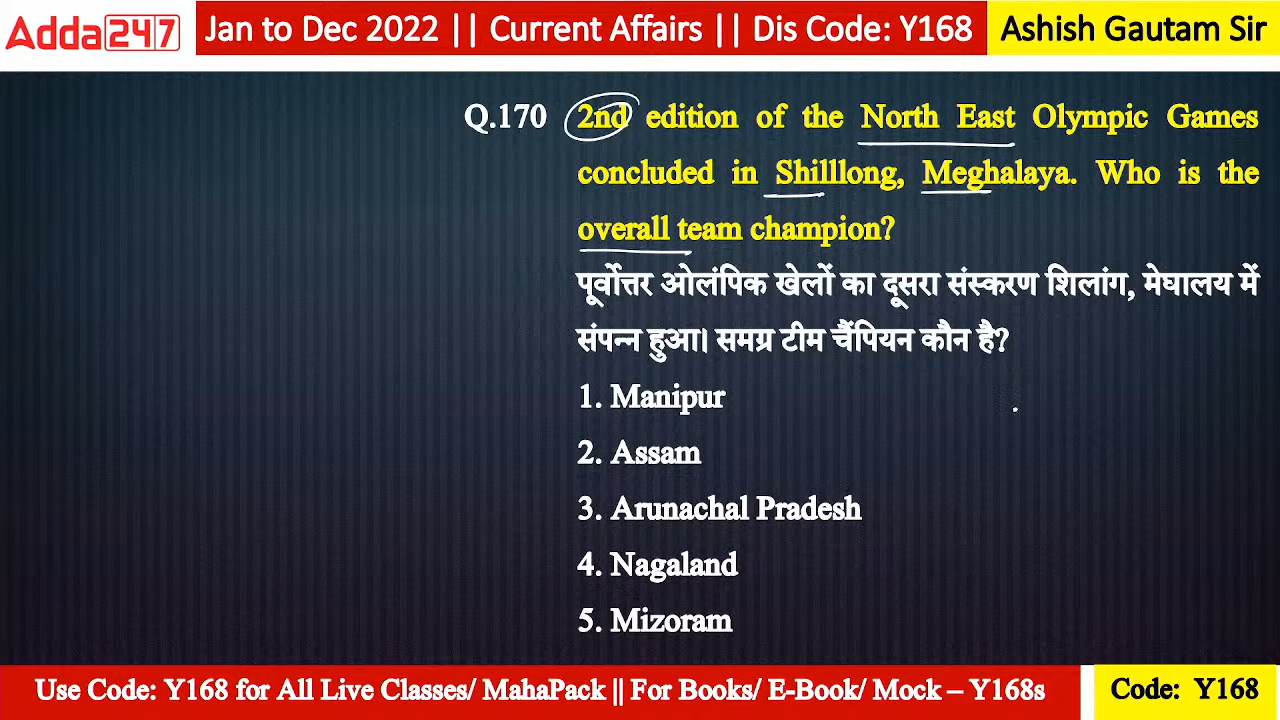 Adda247 Jan to Dec 2022 || Current Affairs || Dis Code: Y168 Ashish Gautam Sir
Q.170 2nd edition of the North East Olympic Games
concluded in Shilllong, Meghalaya. Who is the
overall team champion?
पूर्वोत्तर ओलंपिक खेलों का दूसरा संस्करण शिलांग, मेघालय में
संपन्न हुआ। समग्र टीम चैंपियन कौन है?
1. Manipur
2. Assam
3. Arunachal Pradesh
4. Nagaland
5. Mizoram
Use Code: Y168 for All Live Classes/ MahaPack || For Books/ E-Book/ Mock – Y168s Code: Y168